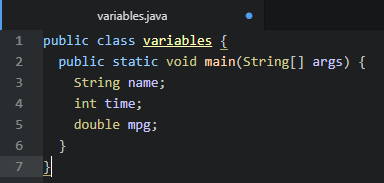 variables.java
1 public class variables {
2   public static void main(String[] args) {
3     String name;
4     int time;
5     double mpg;
6   }
7 }